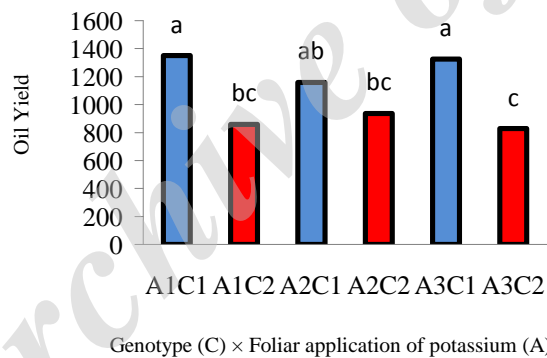 1600
1400
1200
1000
800
600
400
200
0
Oil Yield
a
bc
ab
bc
a
c
A1C1 A1C2 A2C1 A2C2 A3C1 A3C2
Genotype (C) × Foliar application of potassium (A)
rchive